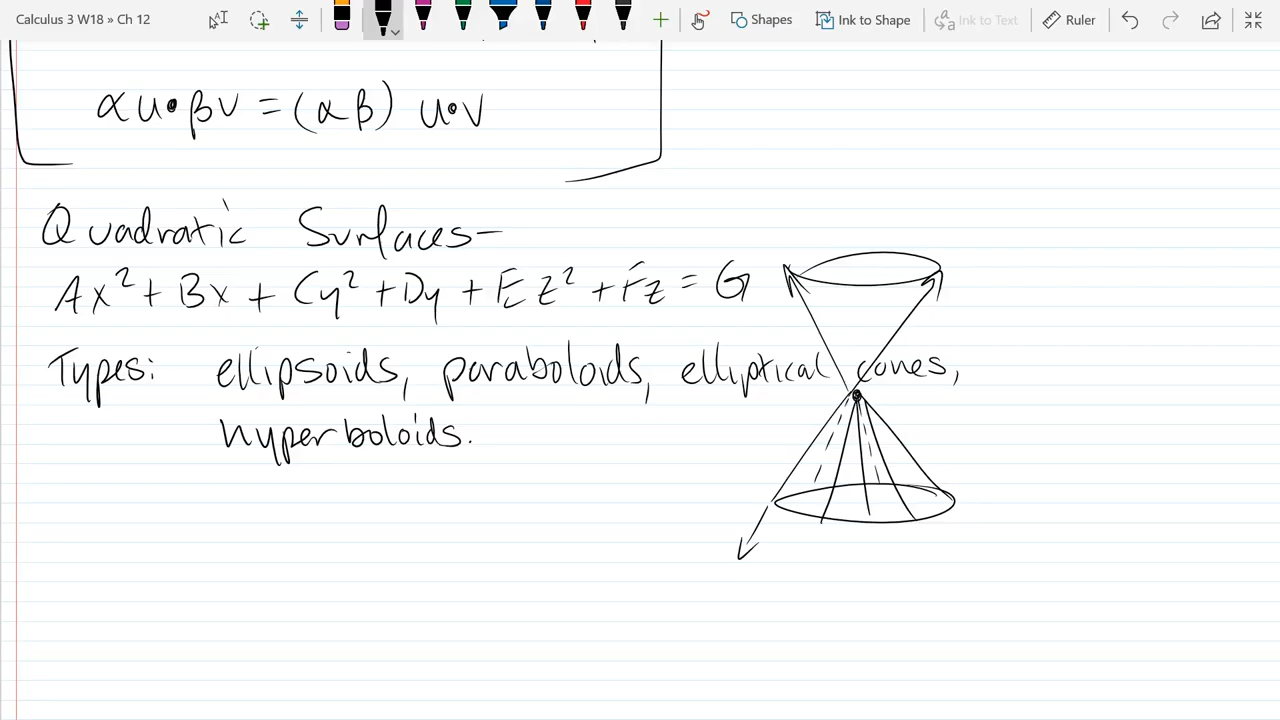 Calculus 3 W18 » Ch 12
Shapes
Ink to Shape
Ink to Text
Ruler
αu•βv = (αβ) u•v
Quadratic Surfaces-
Ax² + Bx + Cy² + Dy + Ez² + Fz = G
Types: ellipsoids, paraboloids, elliptical cones,
hyperboloids.